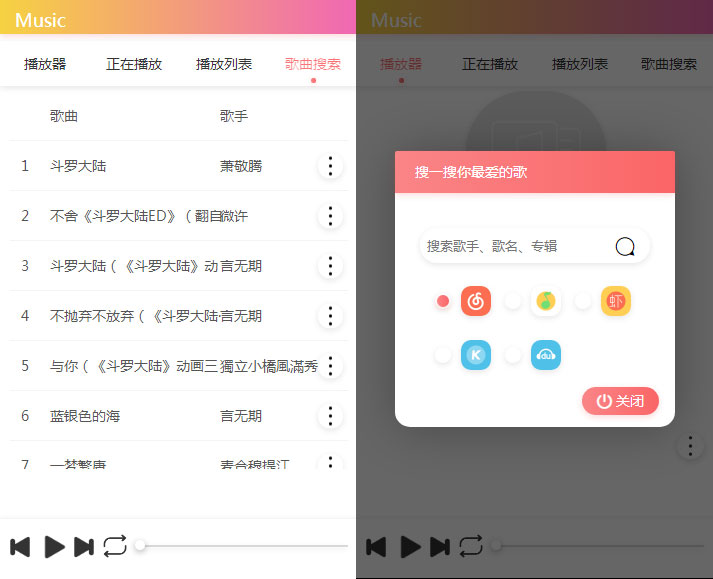 Music
播放器 正在播放 播放列表 歌曲搜索
歌曲 歌手
1 斗罗大陆 萧敬腾
2 不舍《斗罗大陆ED》（翻自 微许
3 斗罗大陆（《斗罗大陆》动 言无期
4 不抛弃不放弃（《斗罗大陆 言无期
5 与你（《斗罗大陆》动画三 獨立小橋風滿秀
6 蓝银色的海 言无期
7 一梦繁唐
Music
播放器 正在播放 播放列表 歌曲搜索
搜一搜你最爱的歌
搜索歌手、歌名、专辑
虾
K
关闭